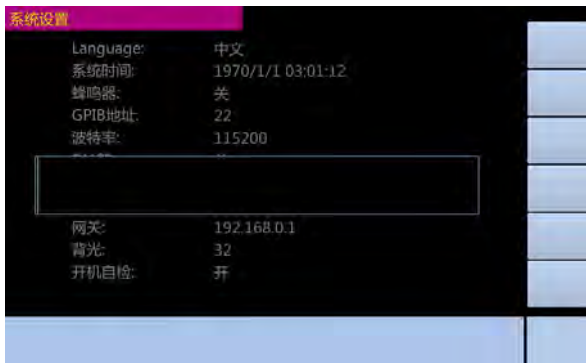 系统设置
Language: 中文
系统时间: 1970/1/1 03:01:12
蜂鸣器: 关
GPIB地址: 22
波特率: 115200
网关: 192.168.0.1
背光: 32
开机自检: 开